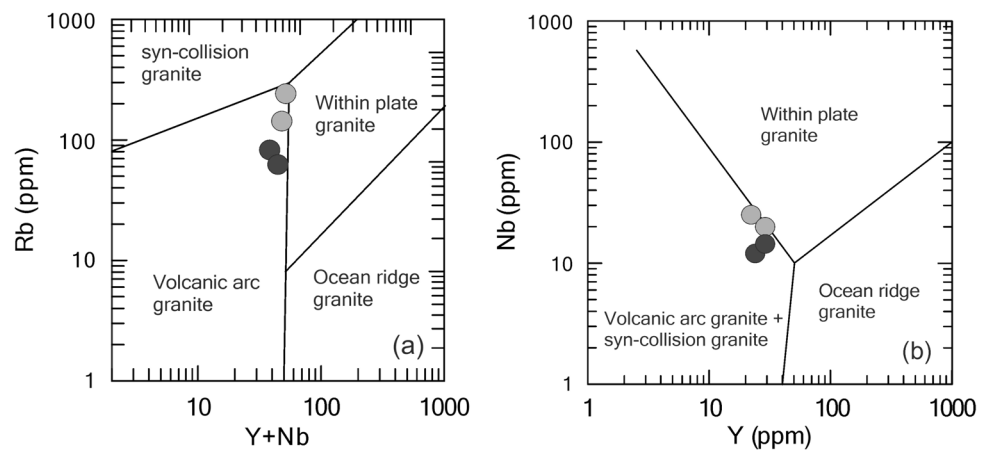 1000
100
10
1
Rb (ppm)
syn-collision
granite
Within plate
granite
Volcanic arc
granite
Ocean ridge
granite
(a)
10
100
1000
Y+Nb
1000
100
10
1
Nb (ppm)
Within plate
granite
Ocean ridge
granite
Volcanic arc granite +
syn-collision granite
(b)
1
10
100
1000
Y (ppm)